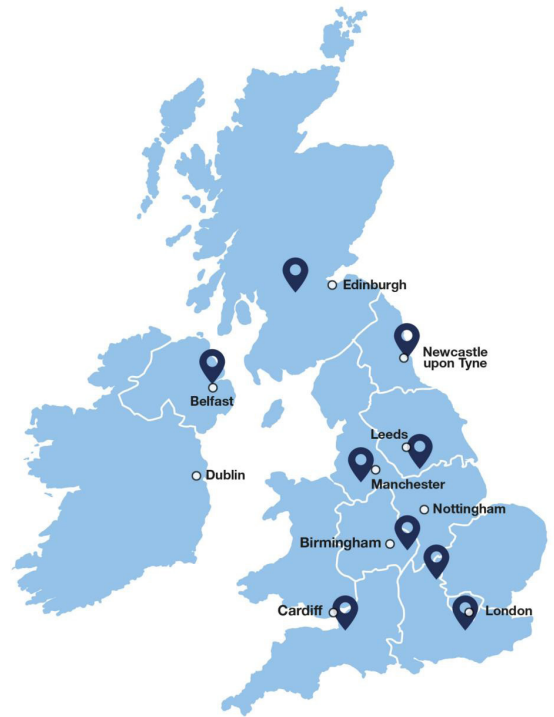 Edinburgh
Newcastle
upon Tyne
Belfast
Leeds
Dublin
Manchester
Nottingham
Birmingham
Cardiff
London